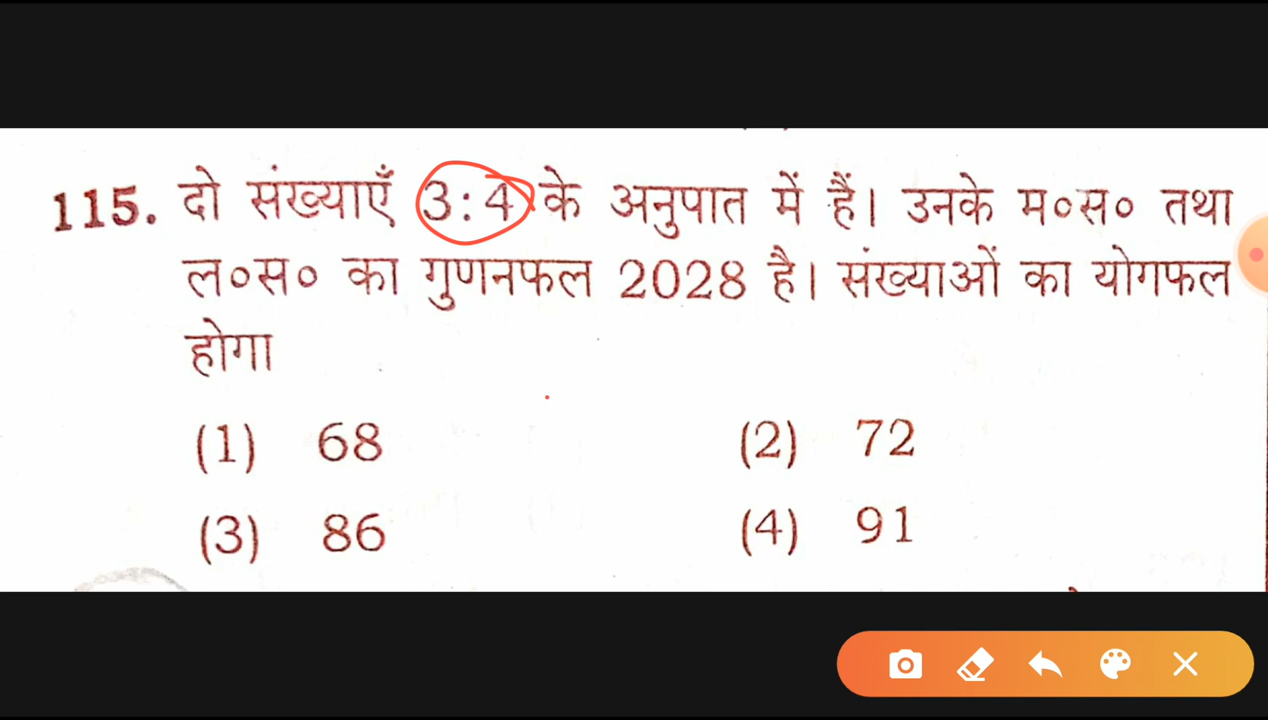 115. दो संख्याएँ 3:4 के अनुपात में हैं। उनके म०स० तथा
ल०स० का गुणनफल 2028 है। संख्याओं का योगफल
होगा
(1) 68 (2) 72
(3) 86 (4) 91